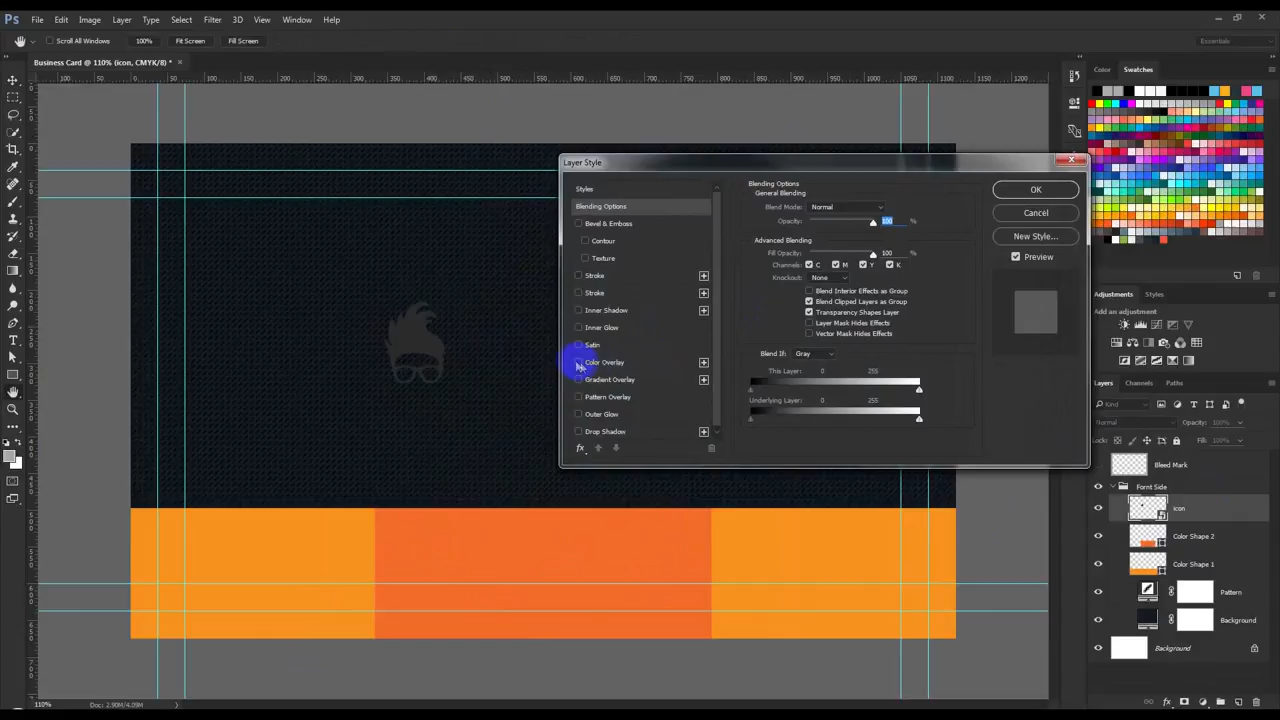 Ps File Edit Image Layer Type Select Filter 3D View Window Help
Scroll All Windows 100% Fit Screen Fill Screen Essentials
Business Card @ 110% (icon, CMYK/8) * ×
Color Swatches
Layer Style
Styles
Blending Options
Bevel & Emboss
Contour
Texture
Stroke
Stroke
Inner Shadow
Inner Glow
Satin
Color Overlay
Gradient Overlay
Pattern Overlay
Outer Glow
Drop Shadow
fx
Blending Options
General Blending
Blend Mode: Normal
Opacity: 100 %
Advanced Blending
Fill Opacity: 100 %
Channels: C M Y K
Knockout: None
Blend Interior Effects as Group
Blend Clipped Layers as Group
Transparency Shapes Layer
Layer Mask Hides Effects
Vector Mask Hides Effects
Blend If: Gray
This Layer: 0 255
Underlying Layer: 0 255
OK
Cancel
New Style...
Preview
Adjustments Styles
Add an adjustment
Layers Channels Paths
Kind
Normal Opacity: 100%
Lock: Fill: 100%
Bleed Mark
Fornt Side
icon
Color Shape 2
Color Shape 1
Pattern
Background
Background
110% Doc: 2.90M/4.09M